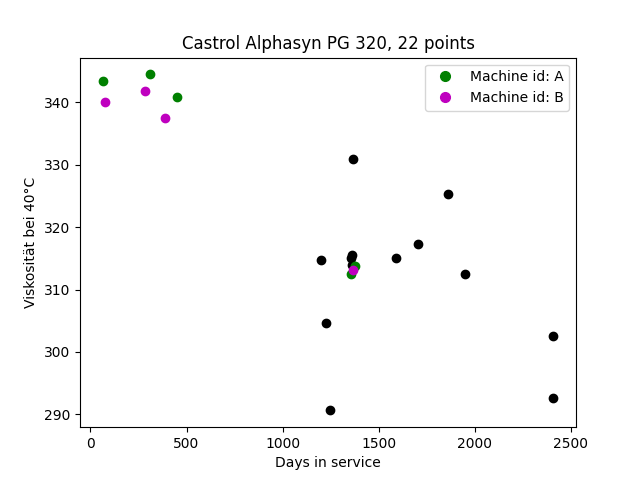 Castrol Alphasyn PG 320, 22 points
Machine id: A
Machine id: B
Viskosität bei 40°C
340
330
320
310
300
290
0 500 1000 1500 2000 2500
Days in service